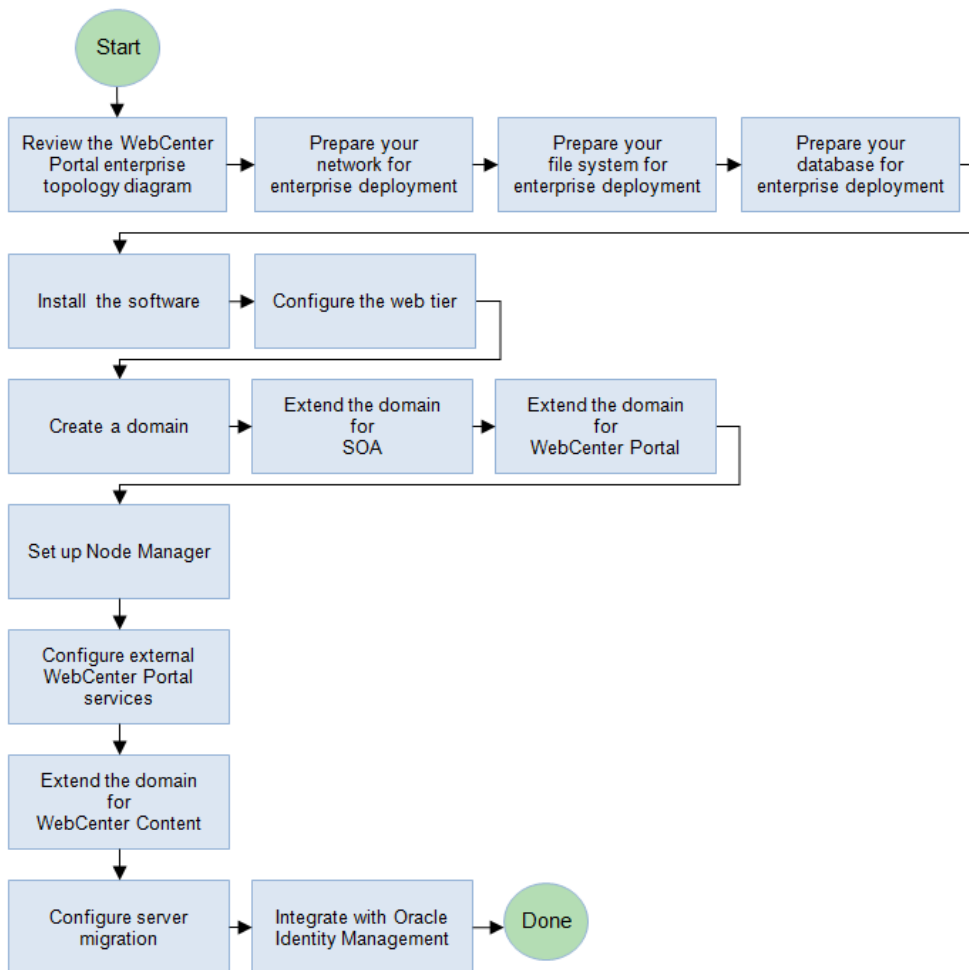 Start
Review the WebCenter
Portal enterprise
topology diagram
Prepare your
network for
enterprise deployment
Prepare your
file system for
enterprise deployment
Prepare your
database for
enterprise deployment
Install the software
Configure the web tier
Create a domain
Extend the domain
for
SOA
Extend the domain
for
WebCenter Portal
Set up Node Manager
Configure external
WebCenter Portal
services
Extend the domain
for
WebCenter Content
Configure server
migration
Integrate with Oracle
Identity Management
Done